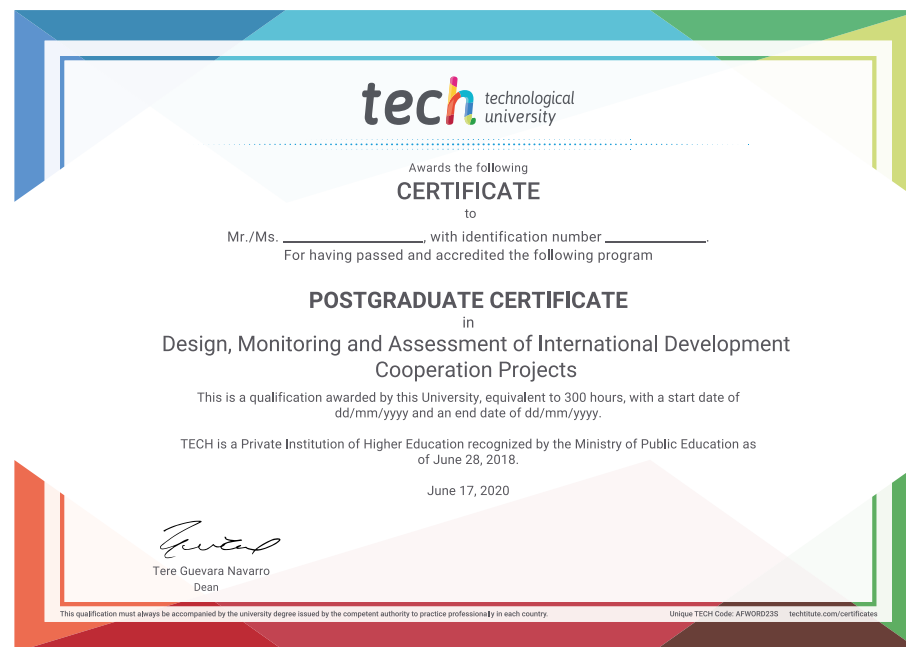 tech technological
university
Awards the following
CERTIFICATE
to
Mr./Ms. ____________, with identification number ____________.
For having passed and accredited the following program
POSTGRADUATE CERTIFICATE
in
Design, Monitoring and Assessment of International Development
Cooperation Projects
This is a qualification awarded by this University, equivalent to 300 hours, with a start date of
dd/mm/yyyy and an end date of dd/mm/yyyy.
TECH is a Private Institution of Higher Education recognized by the Ministry of Public Education as
of June 28, 2018.
June 17, 2020
Tere Guevara Navarro
Dean
This qualification must always be accompanied by the university degree issued by the competent authority to practice professionally in each country. Unique TECH Code: AFWORD23S techtitute.com/certificates